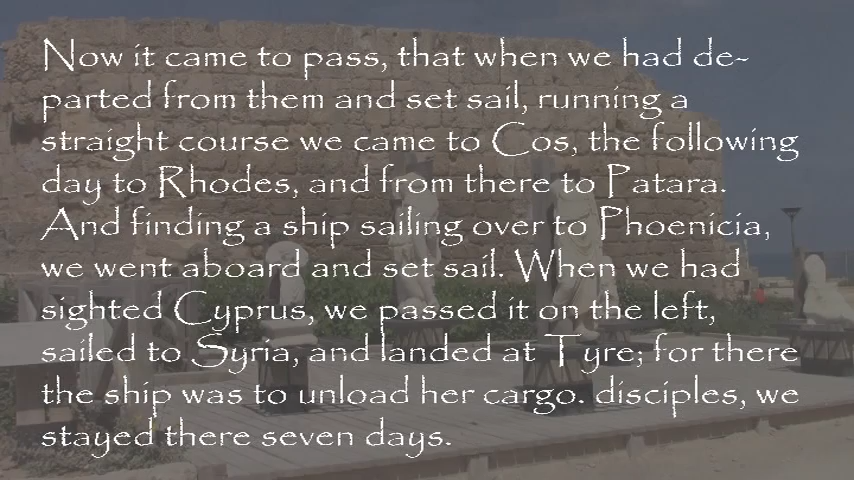 Now it came to pass, that when we had de-
parted from them and set sail, running a
straight course we came to Cos, the following
day to Rhodes, and from there to Patara.
And finding a ship sailing over to Phoenicia,
we went aboard and set sail. When we had
sighted Cyprus, we passed it on the left,
sailed to Syria, and landed at Tyre; for there
the ship was to unload her cargo. disciples, we
stayed there seven days.